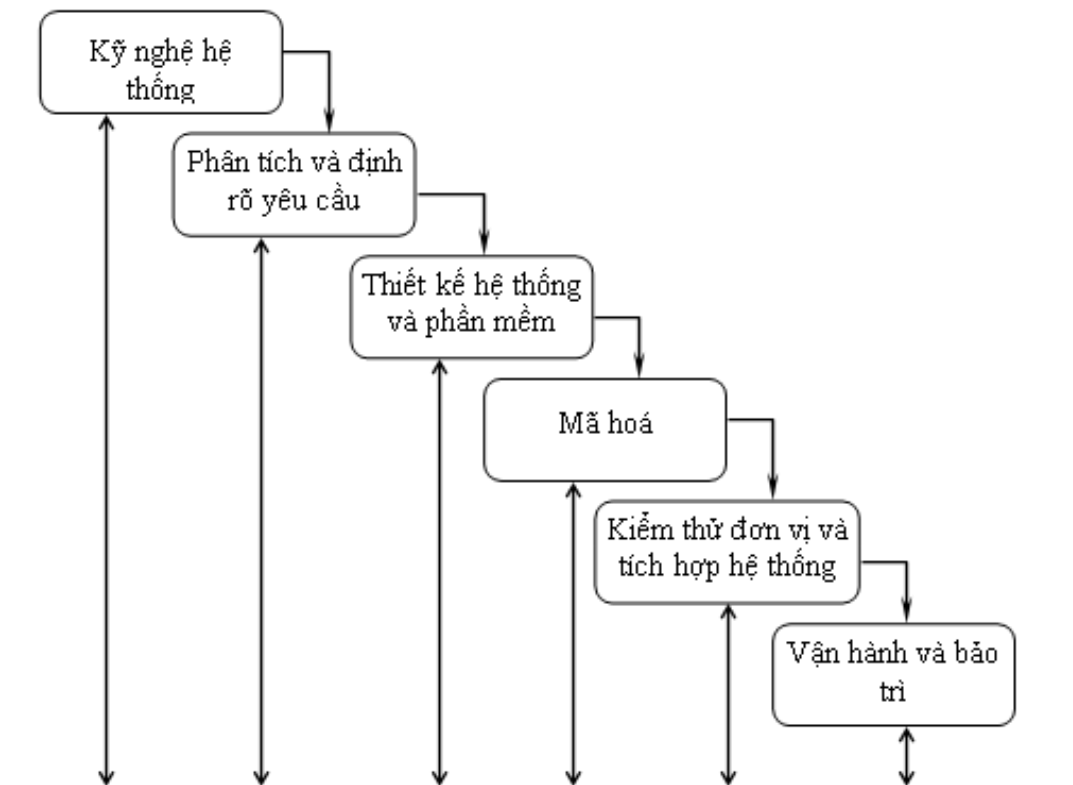 Kỹ nghệ hệ
thống
Phân tích và định
rõ yêu cầu
Thiết kế hệ thống
và phần mềm
Mã hoá
Kiểm thử đơn vị và
tích hợp hệ thống
Vận hành và bảo
trì